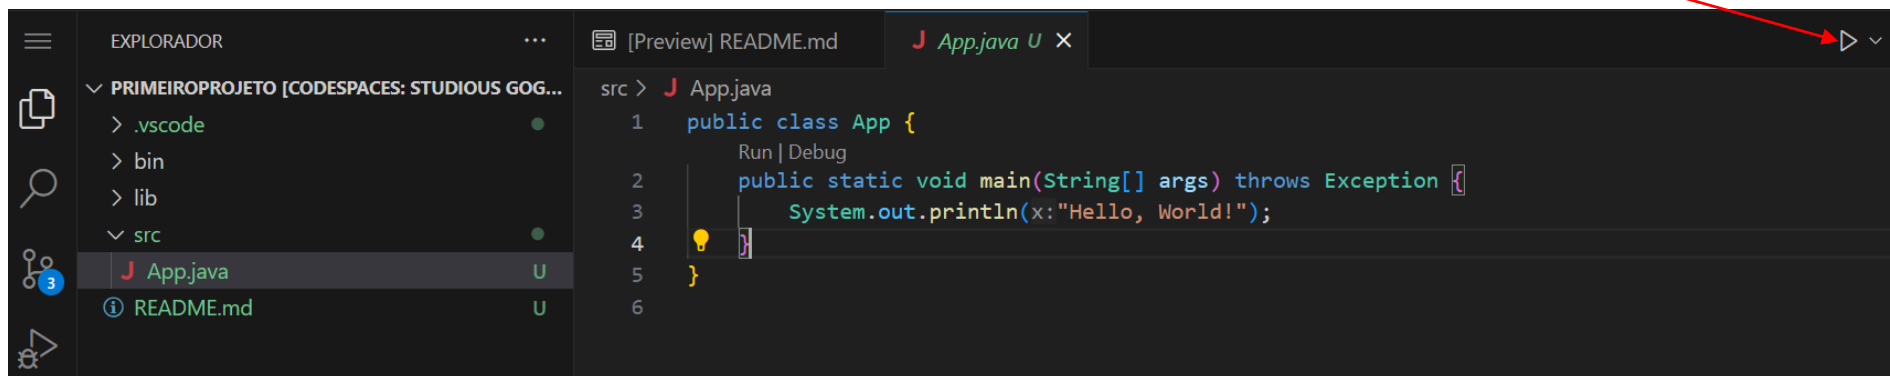 EXPLORADOR ···
PRIMEIROPROJETO [CODESPACES: STUDIOUS GOG...
.vscode
bin
lib
src
J App.java U
README.md U
3
[Preview] README.md
J App.java U
src > J App.java
1 public class App {
Run | Debug
2 public static void main(String[] args) throws Exception {
3 System.out.println(x:"Hello, World!");
4 }
5 }
6